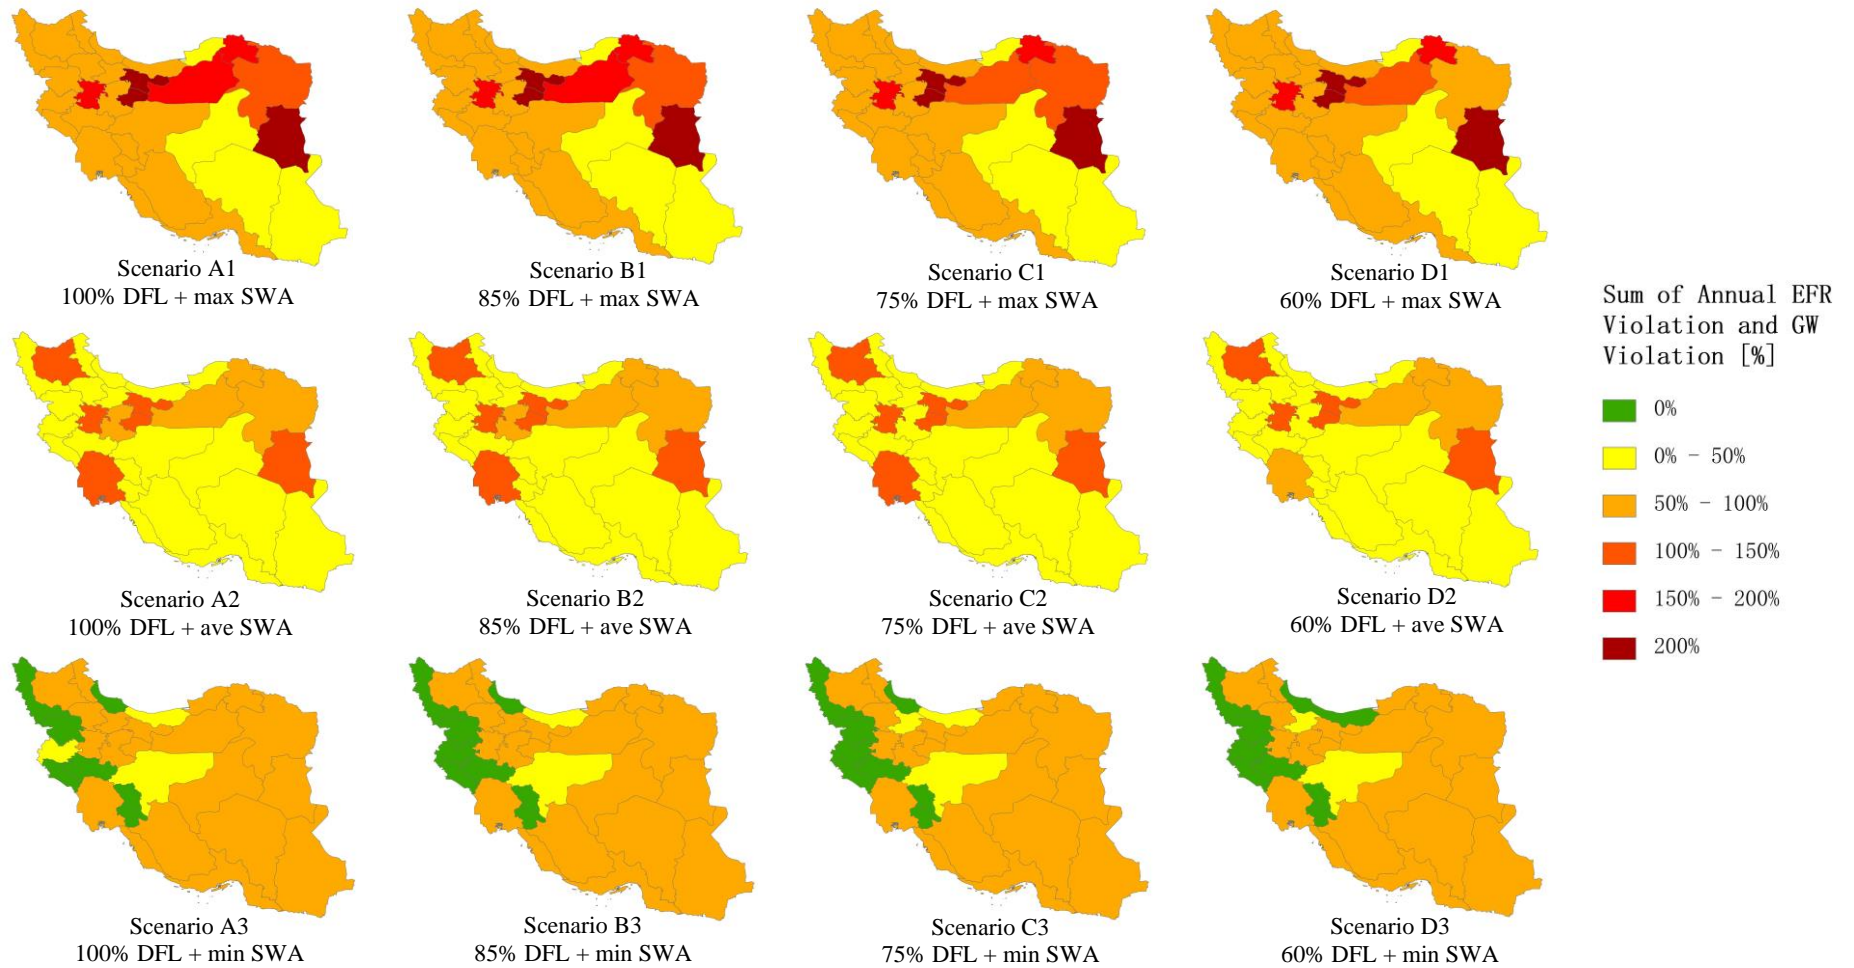 Scenario A1
100% DFL + max SWA
Scenario B1
85% DFL + max SWA
Scenario C1
75% DFL + max SWA
Scenario D1
60% DFL + max SWA
Scenario A2
100% DFL + ave SWA
Scenario B2
85% DFL + ave SWA
Scenario C2
75% DFL + ave SWA
Scenario D2
60% DFL + ave SWA
Scenario A3
100% DFL + min SWA
Scenario B3
85% DFL + min SWA
Scenario C3
75% DFL + min SWA
Scenario D3
60% DFL + min SWA
Sum of Annual EFR
Violation and GW
Violation [%]
0%
0% - 50%
50% - 100%
100% - 150%
150% - 200%
200%